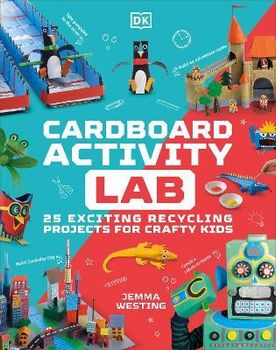 DK
CARDBOARD
ACTIVITY
LAB
25 EXCITING RECYCLING
PROJECTS FOR CRAFTY KIDS
JEMMA
WESTING